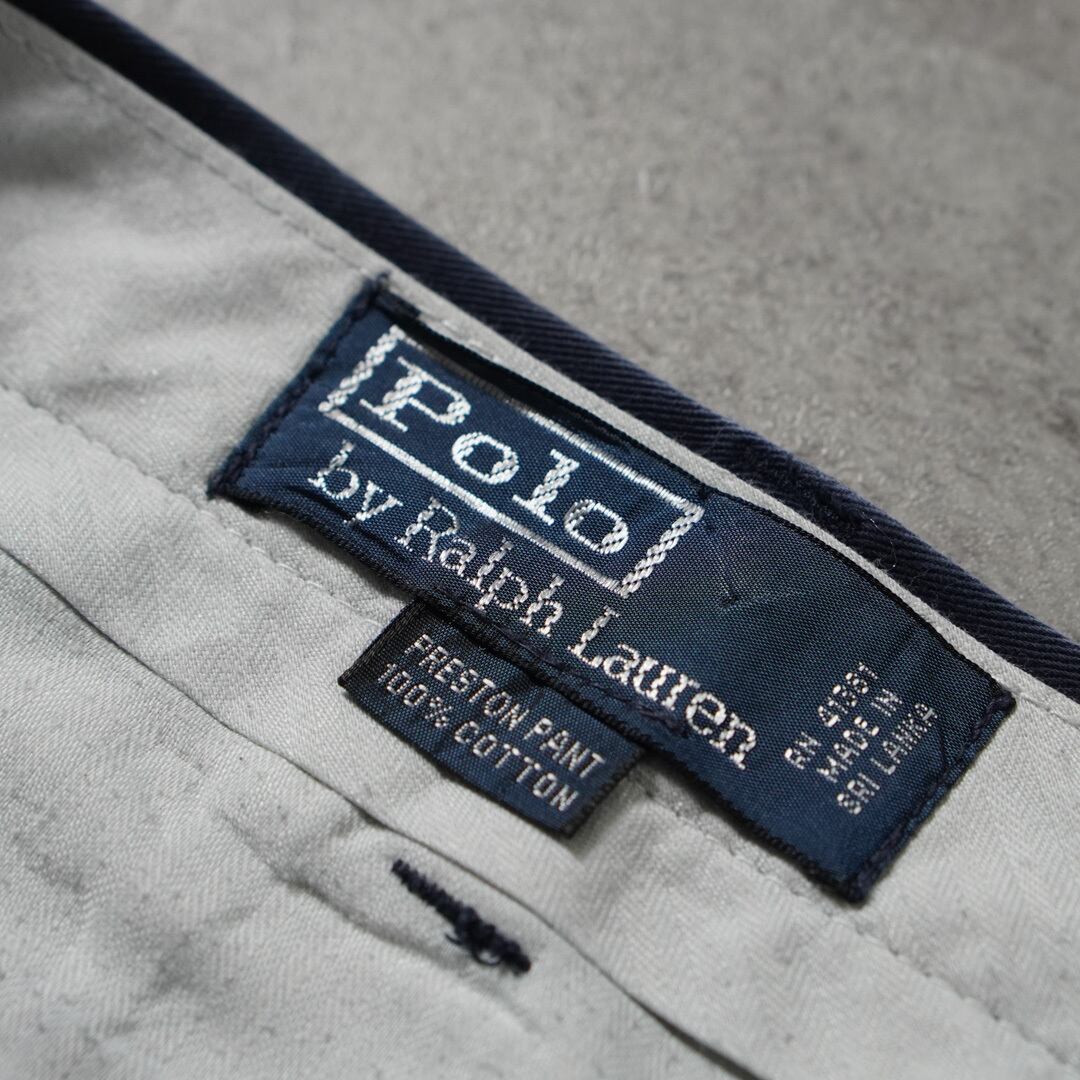 Polo
by Ralph Lauren
RN 41381
MADE IN
SRI LANKA
PRESTON PANT
100% COTTON